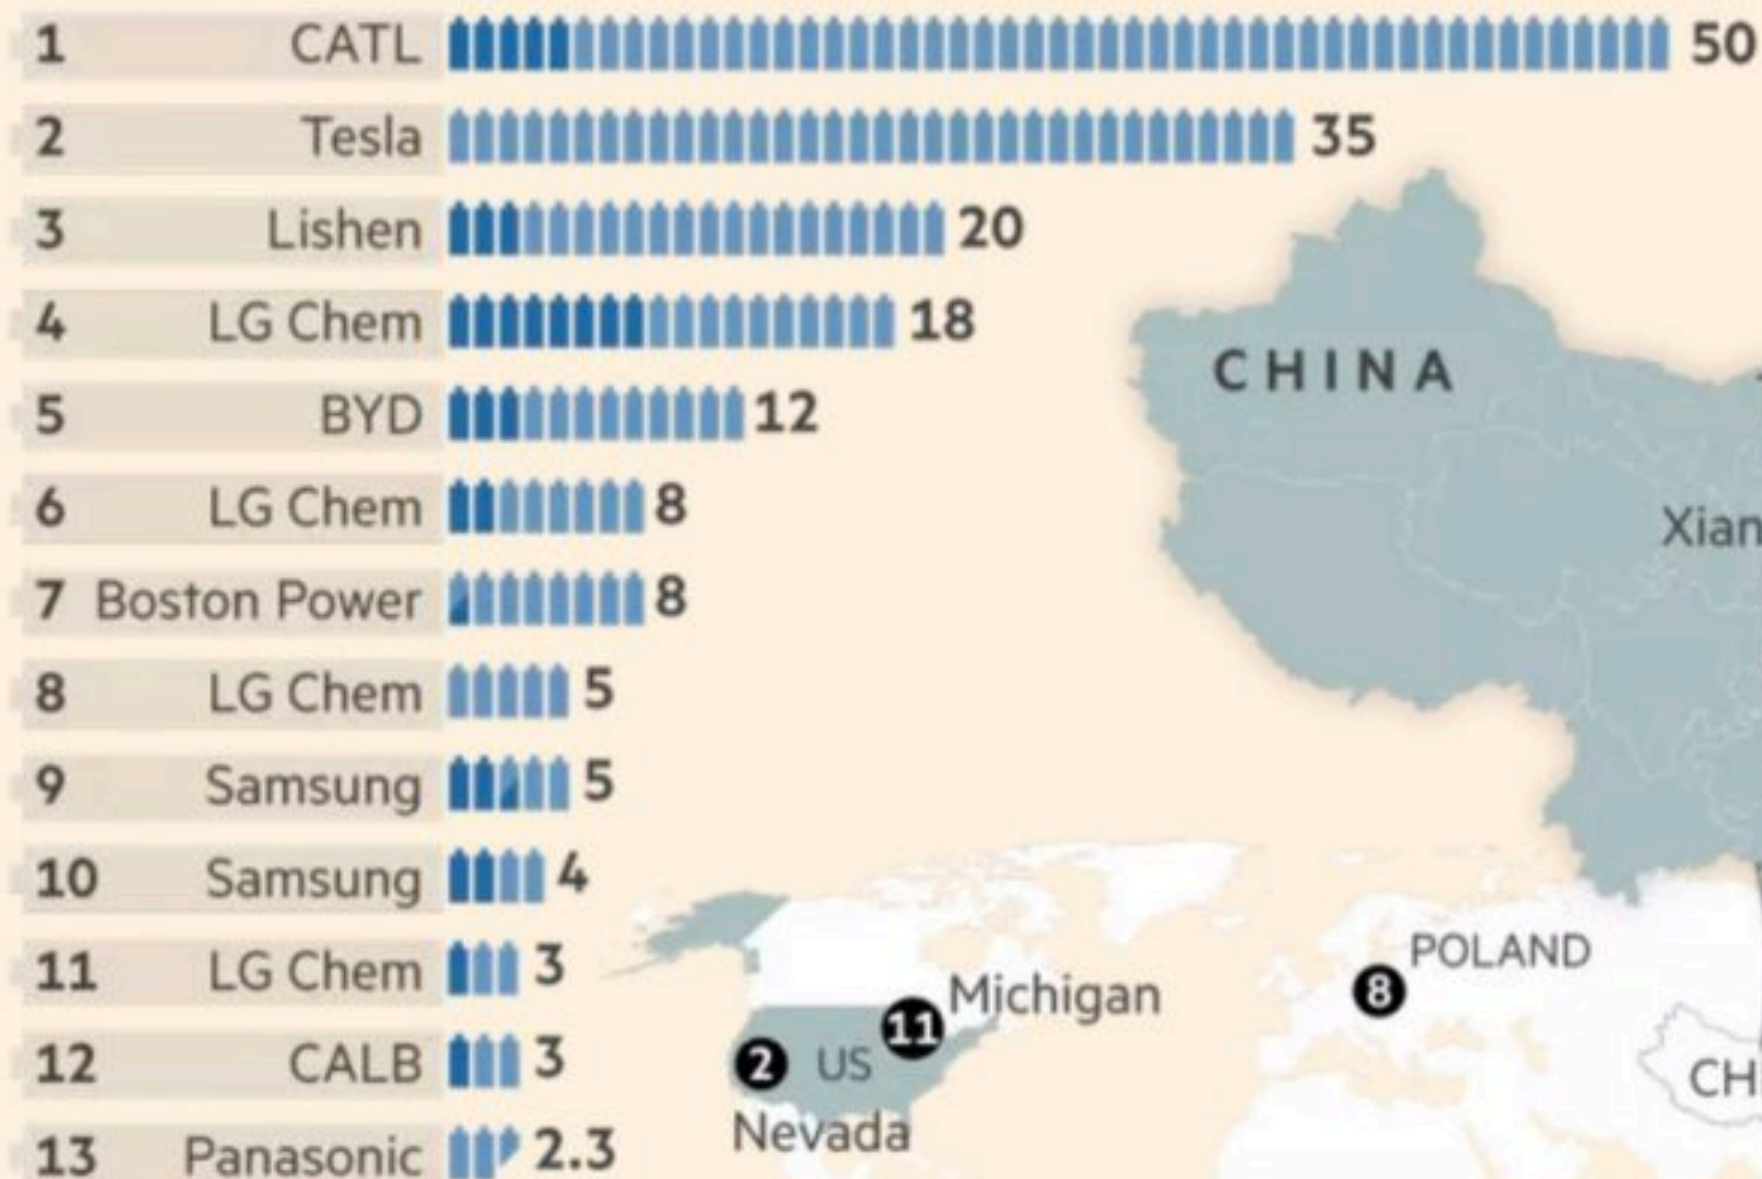 1 CATL 50
2 Tesla 35
3 Lishen 20
4 LG Chem 18
CHINA
5 BYD 12
6 LG Chem 8
Xian
7 Boston Power 8
8 LG Chem 5
9 Samsung 5
10 Samsung 4
POLAND
8
11 LG Chem 3
Michigan
11
12 CALB 3
2 US
CH
Nevada
13 Panasonic 2.3